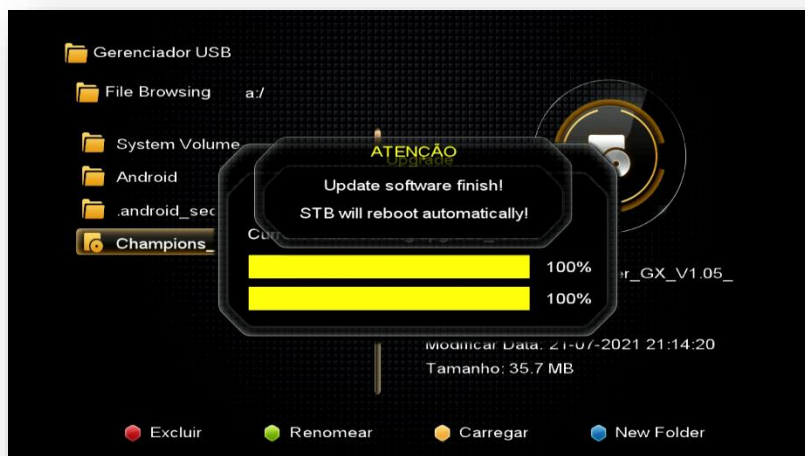 Gerenciador USB
File Browsing a:/
System Volume
Android
.android_sec
Champions_
ATENÇÃO
Upgrade
Update software finish!
STB will reboot automatically!
100%
100%
er_GX_V1.05_
Modificar Data: 21-07-2021 21:14:20
Tamanho: 35.7 MB
Excluir Renomear Carregar New Folder